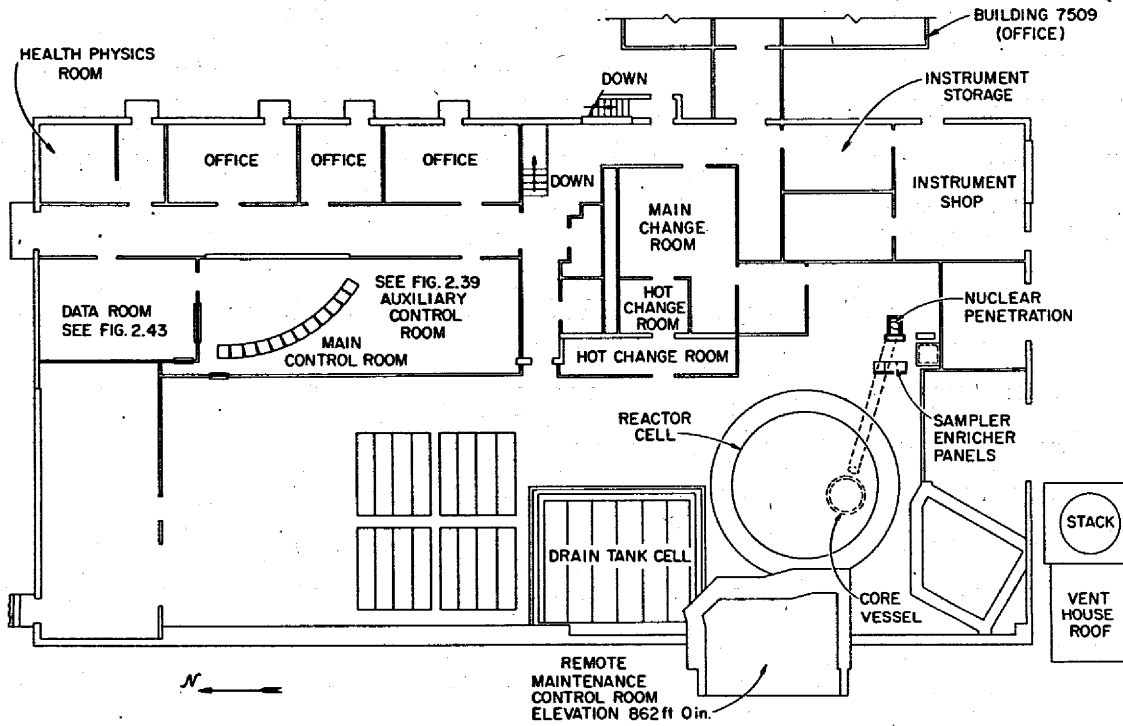 BUILDING 7509
(OFFICE)
HEALTH PHYSICS
ROOM
DOWN
INSTRUMENT
STORAGE
OFFICE
OFFICE
OFFICE
DOWN
INSTRUMENT
SHOP
MAIN
CHANGE
ROOM
SEE FIG. 2.39
AUXILIARY
CONTROL
ROOM
DATA ROOM
SEE FIG. 2.43
MAIN
CONTROL ROOM
HOT
CHANGE
ROOM
HOT CHANGE ROOM
NUCLEAR
PENETRATION
REACTOR
CELL
SAMPLER
ENRICHER
PANELS
STACK
DRAIN TANK CELL
CORE
VESSEL
VENT
HOUSE
ROOF
N
REMOTE
MAINTENANCE
CONTROL ROOM
ELEVATION 862 ft 0 in.